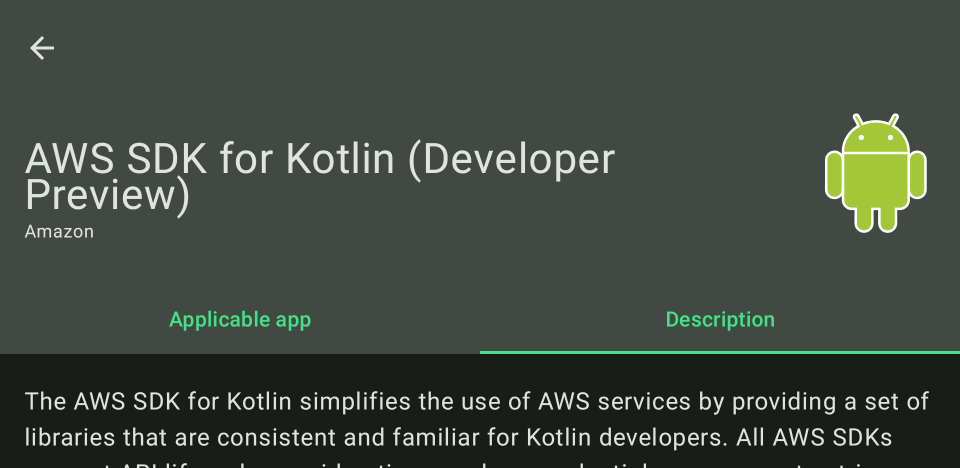 AWS SDK for Kotlin (Developer
Preview)
Amazon
Applicable app
Description
The AWS SDK for Kotlin simplifies the use of AWS services by providing a set of
libraries that are consistent and familiar for Kotlin developers. All AWS SDKs